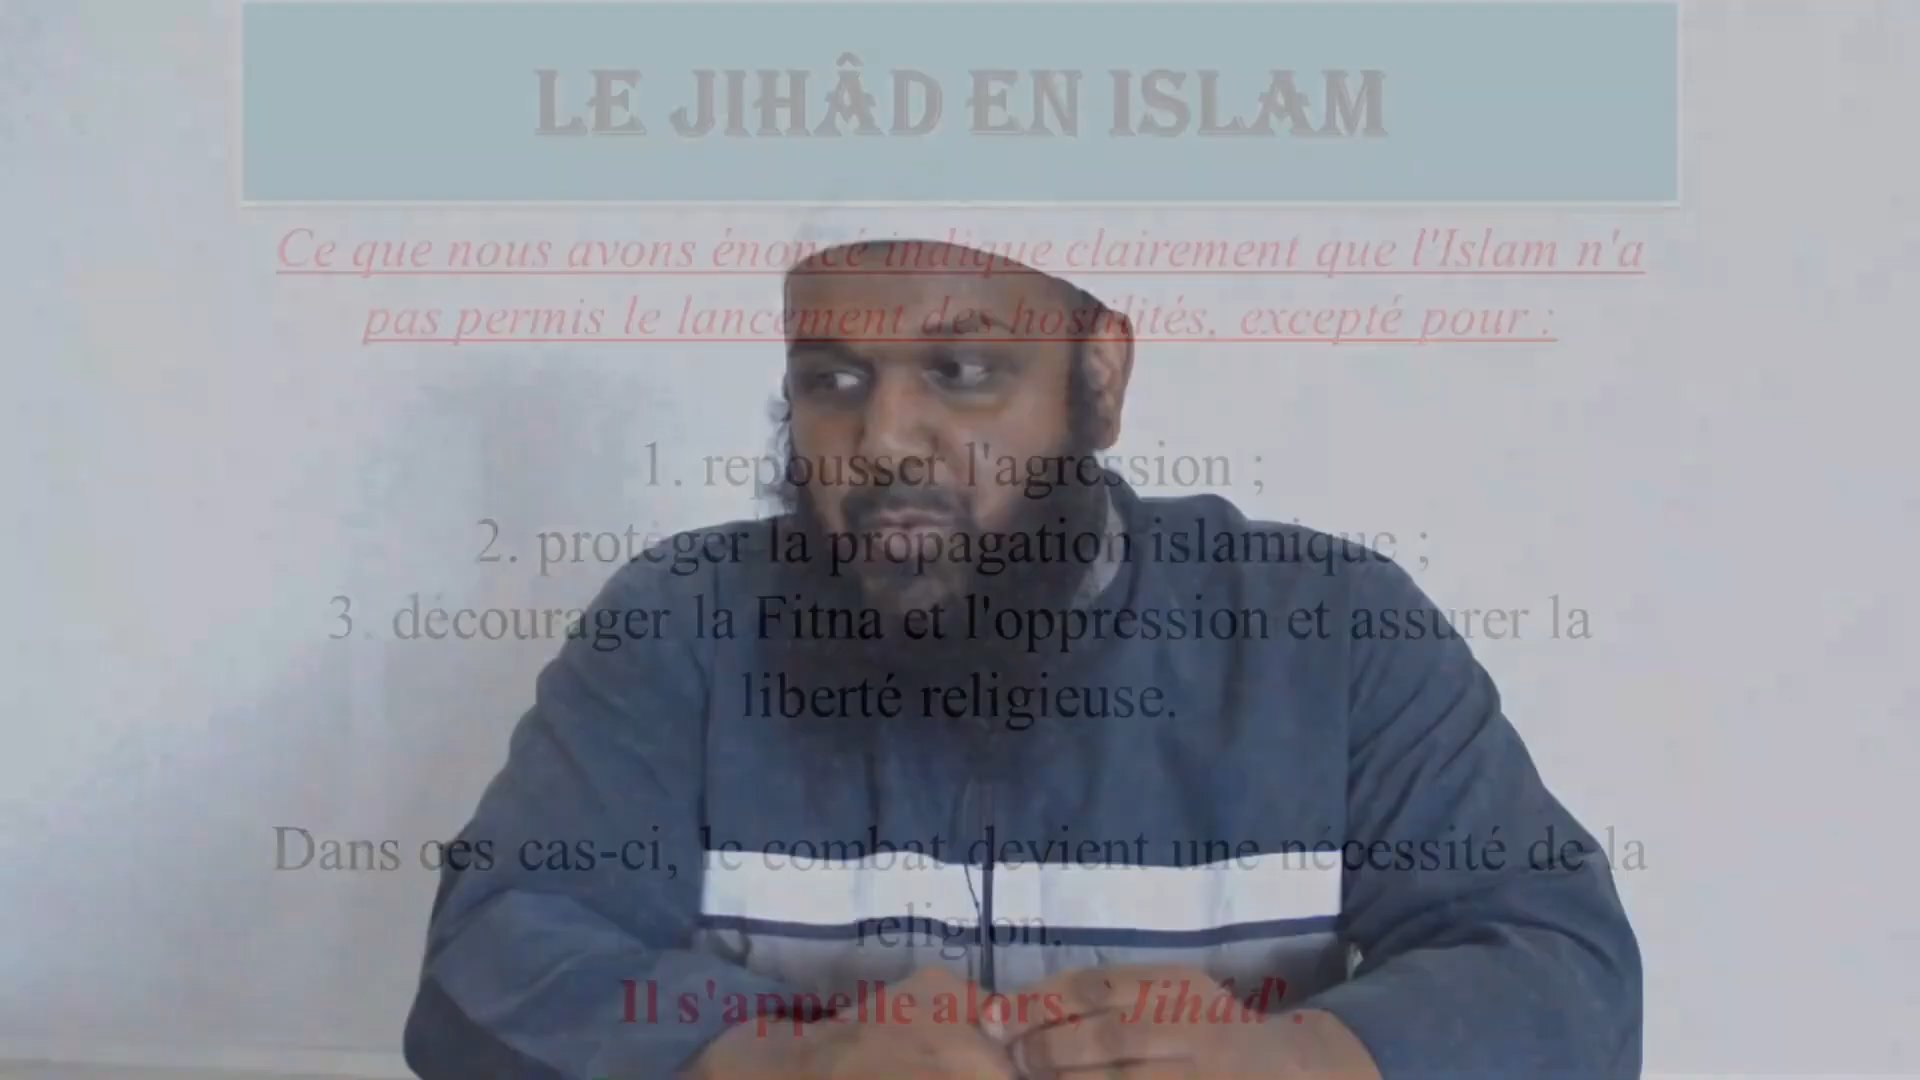 LE JIHÂD EN ISLAM
Ce que nous avons énoncé indique clairement que l'Islam n'a
pas permis le lancement des hostilités, excepté pour :
1. repousser l'agression ;
2. protéger la propagation islamique ;
3. décourager la Fitna et l'oppression et assurer la
liberté religieuse.
Dans ces cas-ci, le combat devient une nécessité de la
religion.
Il s'appelle alors, `Jihâd'.